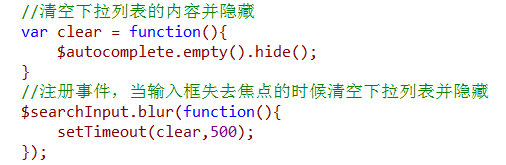 //清空下拉列表的内容并隐藏
var clear = function(){
    $autocomplete.empty().hide();
}
//注册事件，当输入框失去焦点的时候清空下拉列表并隐藏
$searchInput.blur(function(){
    setTimeout(clear,500);
});